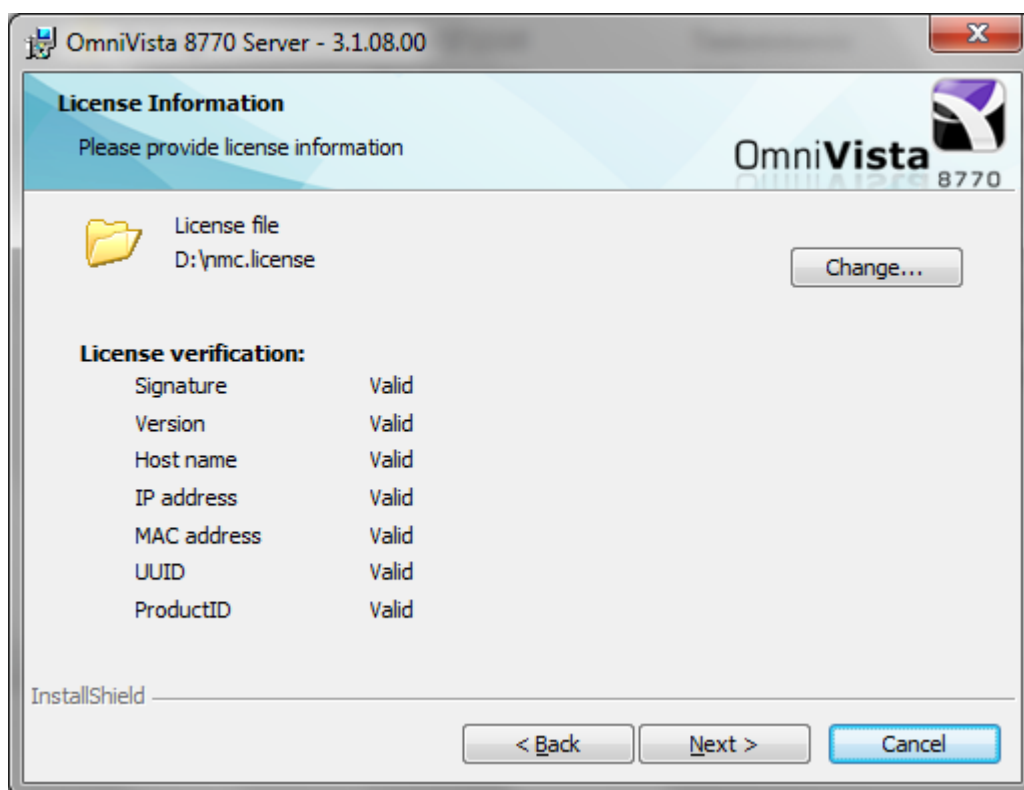 OmniVista 8770 Server - 3.1.08.00
License Information
Please provide license information
OmniVista
8770
License file
D:\nmc.license
Change...
License verification:
Signature Valid
Version Valid
Host name Valid
IP address Valid
MAC address Valid
UUID Valid
ProductID Valid
InstallShield
< Back Next > Cancel